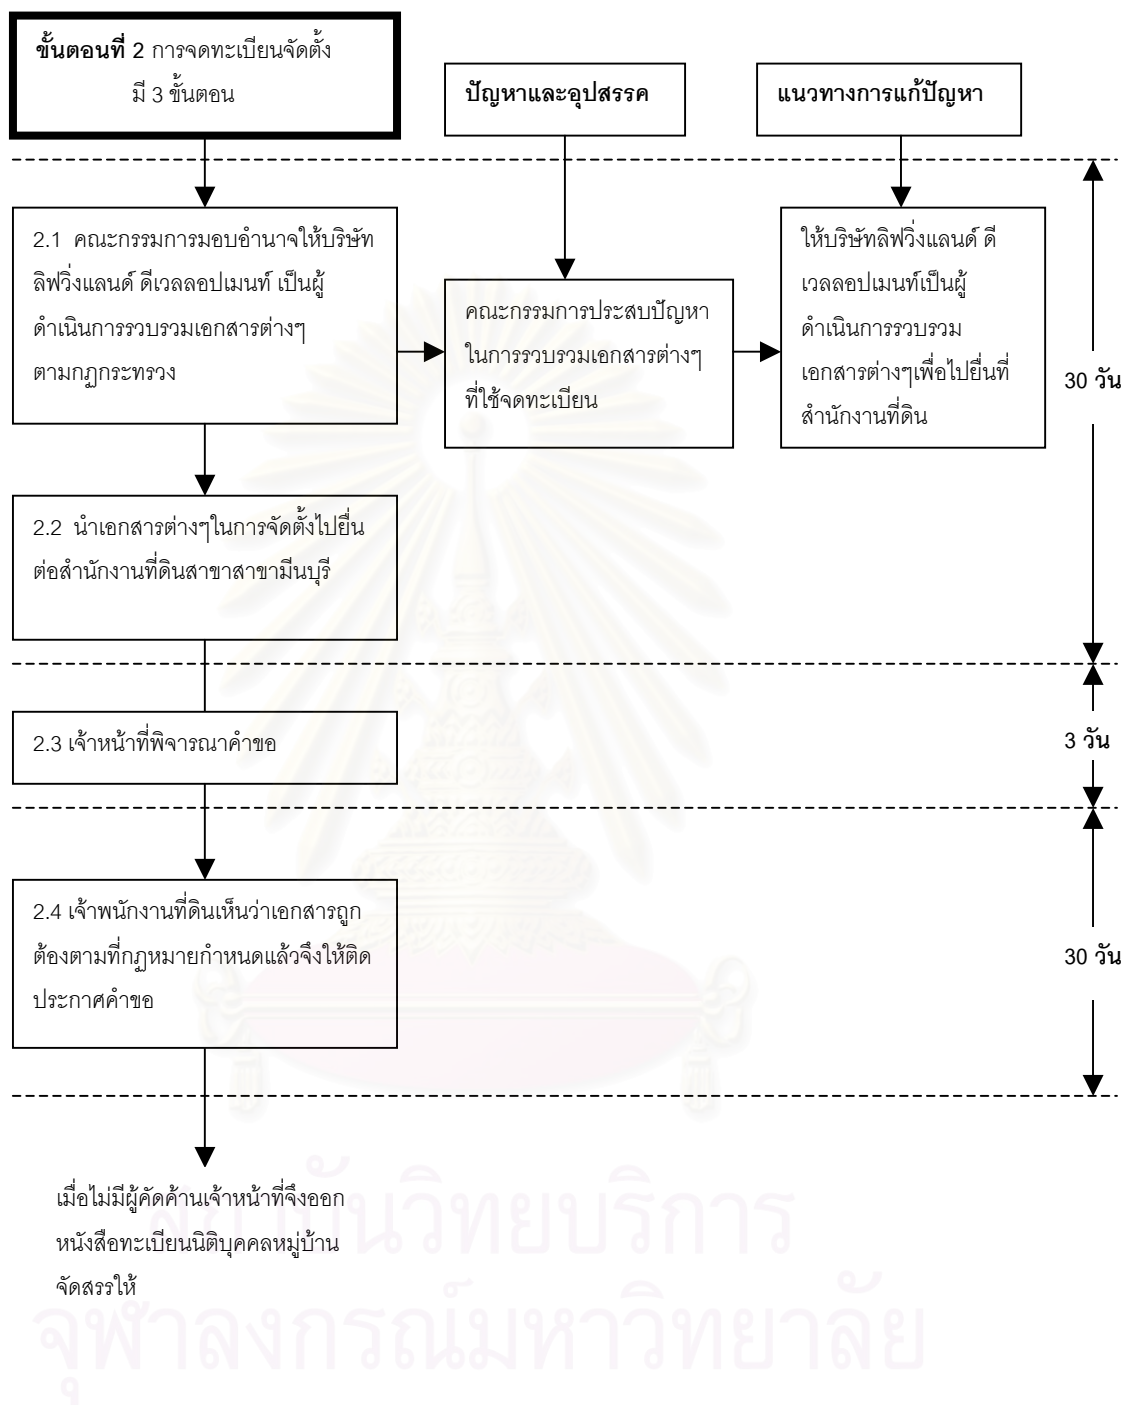 ขั้นตอนที่ 2 การจดทะเบียนจัดตั้ง
มี 3 ขั้นตอน
ปัญหาและอุปสรรค
แนวทางการแก้ปัญหา
2.1 คณะกรรมการมอบอำนาจให้บริษัท
ลิฟวิ่งแลนด์ ดีเวลลอปเมนท์ เป็นผู้
ดำเนินการรวบรวมเอกสารต่างๆ
ตามกฏกระทรวง
คณะกรรมการประสบปัญหา
ในการรวบรวมเอกสารต่างๆ
ที่ใช้จดทะเบียน
ให้บริษัทลิฟวิ่งแลนด์ ดี
เวลลอปเมนท์เป็นผู้
ดำเนินการรวบรวม
เอกสารต่างๆเพื่อไปยื่นที่
สำนักงานที่ดิน
30 วัน
2.2 นำเอกสารต่างๆในการจัดตั้งไปยื่น
ต่อสำนักงานที่ดินสาขาสาขามีนบุรี
2.3 เจ้าหน้าที่พิจารณาคำขอ
3 วัน
2.4 เจ้าพนักงานที่ดินเห็นว่าเอกสารถูก
ต้องตามที่กฏหมายกำหนดแล้วจึงให้ติด
ประกาศคำขอ
30 วัน
เมื่อไม่มีผู้คัดค้านเจ้าหน้าที่จึงออก
หนังสือทะเบียนนิติบุคคลหมู่บ้าน
จัดสรรให้
สถาบันวิทยบริการ
จุฬาลงกรณ์มหาวิทยาลัย